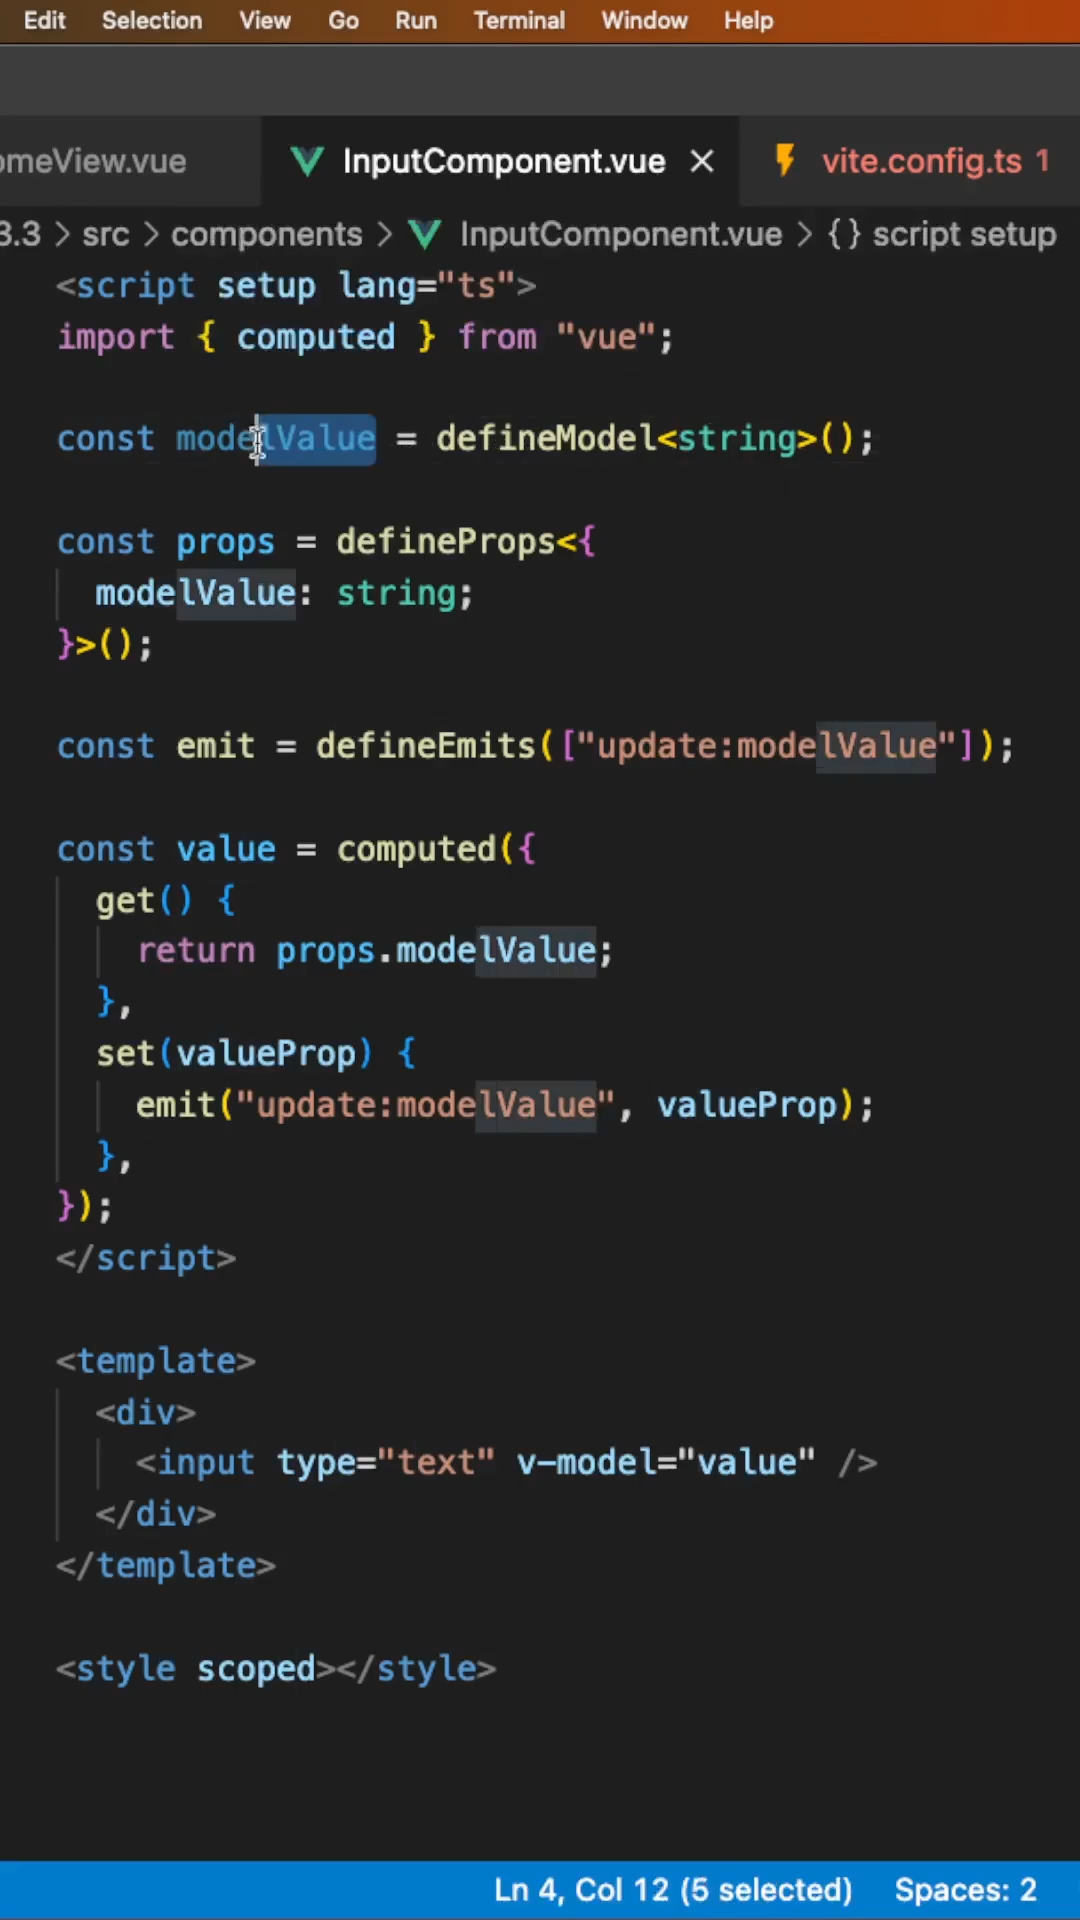 Edit Selection View Go Run Terminal Window Help
omeView.vue InputComponent.vue × vite.config.ts 1
3.3 > src > components > InputComponent.vue > {} script setup
<script setup lang="ts">
import { computed } from "vue";
const modelValue = defineModel<string>();
const props = defineProps<{
modelValue: string;
}>();
const emit = defineEmits(["update:modelValue"]);
const value = computed({
get() {
return props.modelValue;
},
set(valueProp) {
emit("update:modelValue", valueProp);
},
});
</script>
<template>
<div>
<input type="text" v-model="value" />
</div>
</template>
<style scoped></style>
Ln 4, Col 12 (5 selected) Spaces: 2